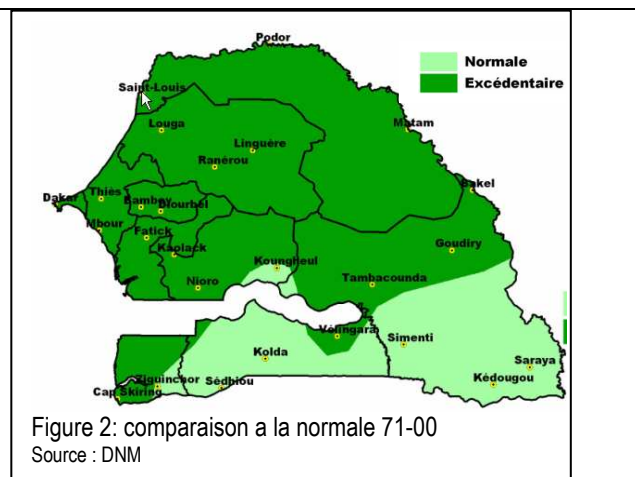 Podor
Normale
Excédentaire
Saint-Louis
Louga
Matam
Linguère
Ranérou
Bakel
Dakar
Thiès
Bambey
Diourbel
Mbour
Fatick
Kaolack
Goudiry
Koungheul
Tambacounda
Nioro
Vélingara
Simenti
Kolda
Saraya
Ziguinchor
Sédhiou
Kédougou
Cap Skiring
Figure 2: comparaison a la normale 71-00
Source : DNM